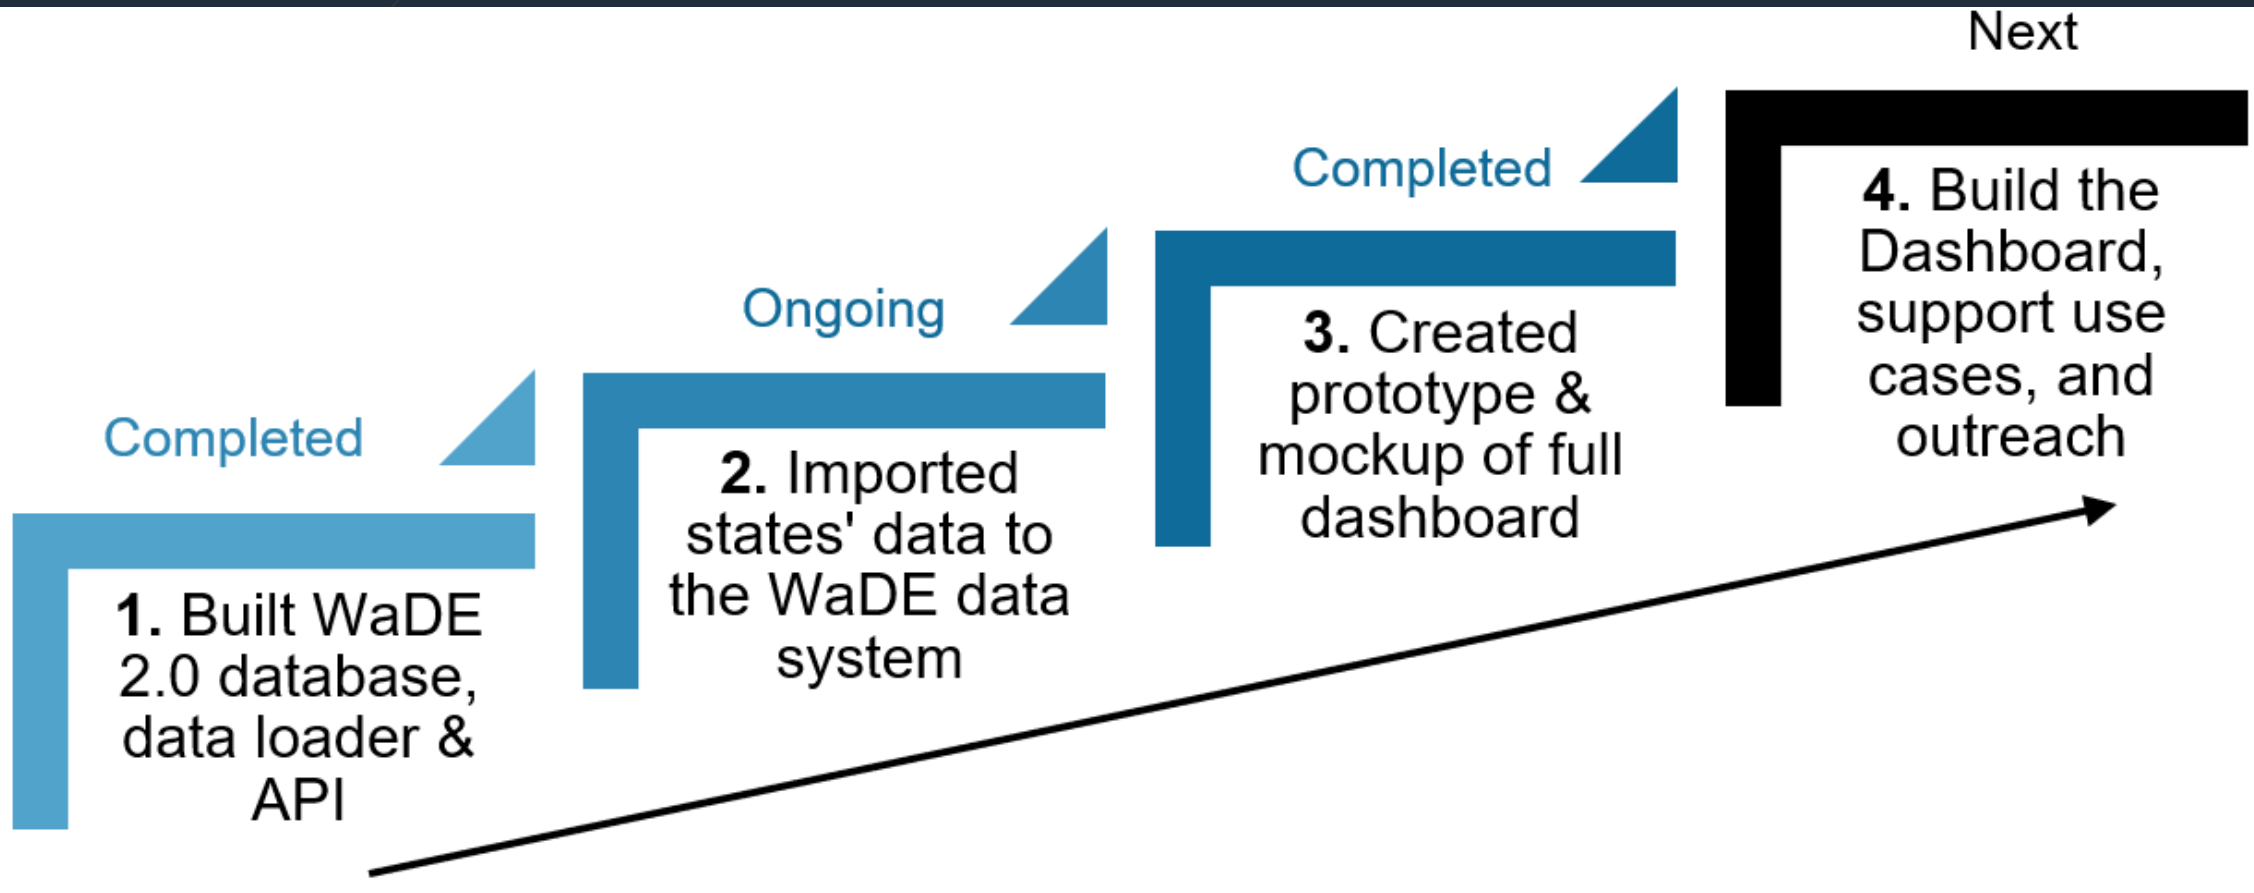 Completed
1. Built WaDE
2.0 database,
data loader &
API
Ongoing
2. Imported
states' data to
the WaDE data
system
Completed
3. Created
prototype &
mockup of full
dashboard
Next
4. Build the
Dashboard,
support use
cases, and
outreach